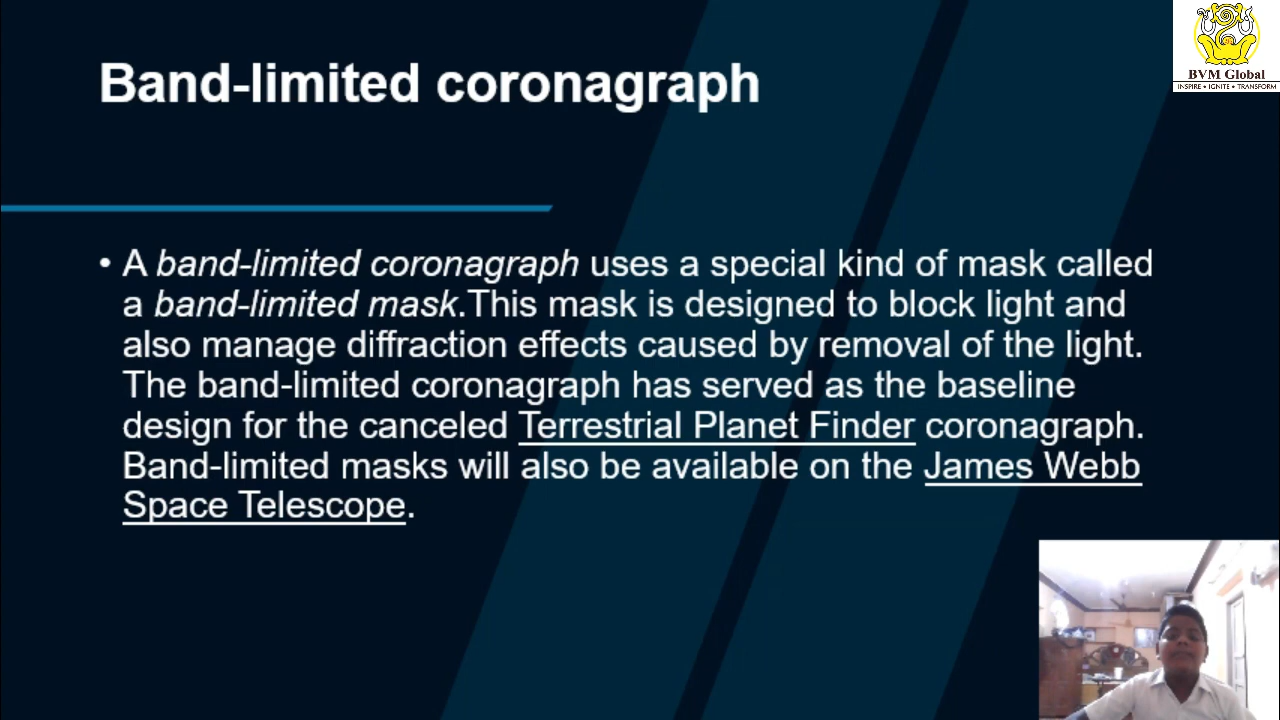 Band-limited coronagraph
BVM Global
INSPIRE • IGNITE • TRANSFORM
• A band-limited coronagraph uses a special kind of mask called
a band-limited mask.This mask is designed to block light and
also manage diffraction effects caused by removal of the light.
The band-limited coronagraph has served as the baseline
design for the canceled Terrestrial Planet Finder coronagraph.
Band-limited masks will also be available on the James Webb
Space Telescope.